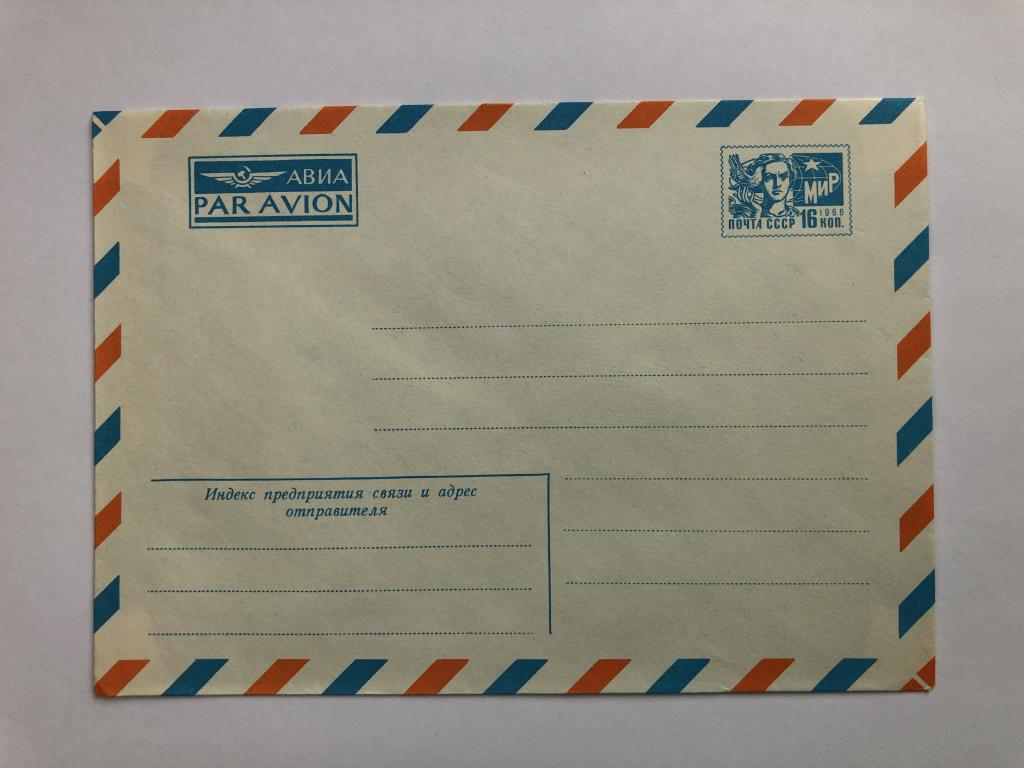 АВИА
PAR AVION
МИР
1966
ПОЧТА СССР 16 КОП.
Индекс предприятия связи и адрес
отправителя